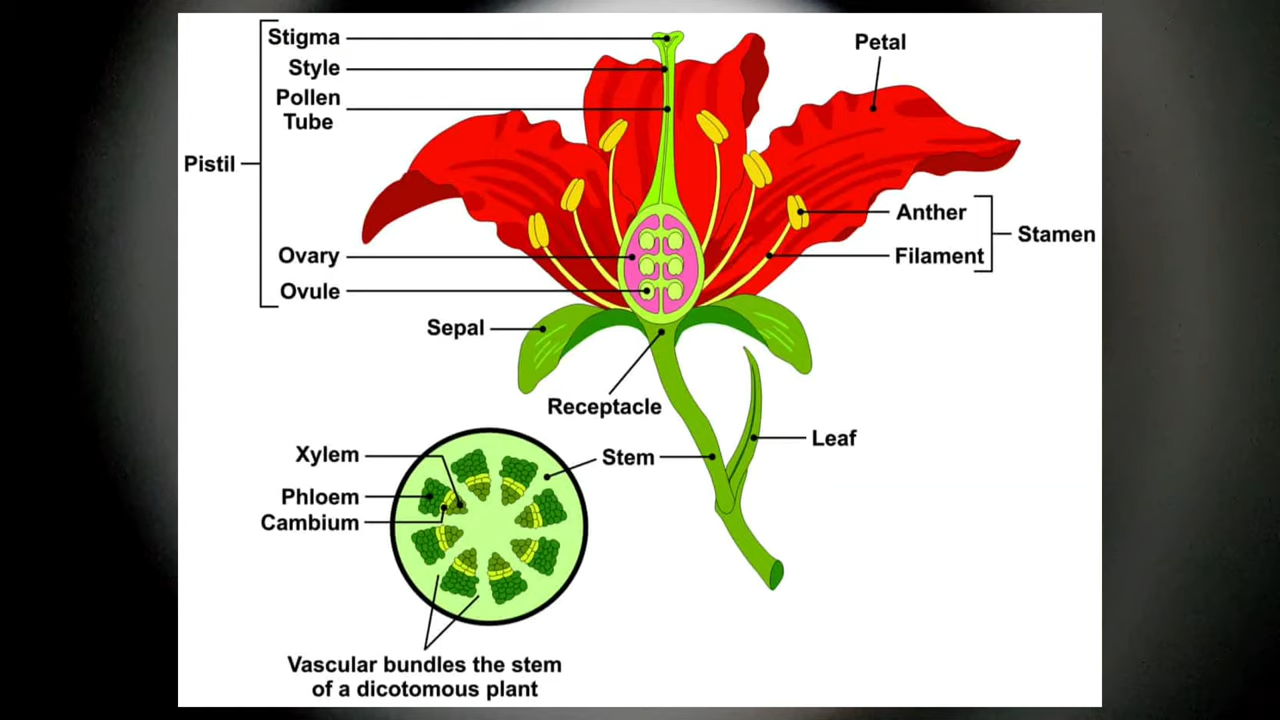 Stigma
Style
Pollen
Tube
Pistil
Ovary
Ovule
Petal
Anther
Filament
Stamen
Sepal
Receptacle
Leaf
Stem
Xylem
Phloem
Cambium
Vascular bundles the stem
of a dicotomous plant